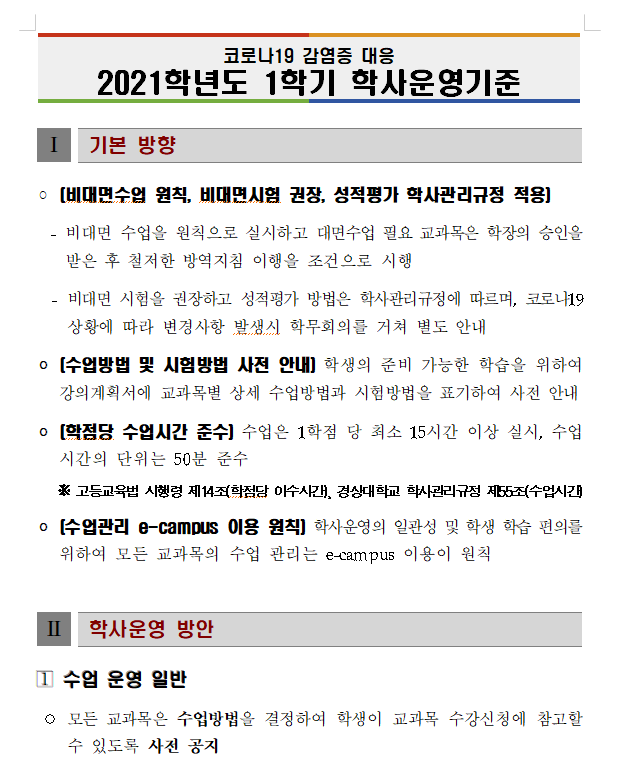 코로나19 감염증 대응
2021학년도 1학기 학사운영기준
Ⅰ 기본 방향
○ (비대면수업 원칙, 비대면시험 권장, 성적평가 학사관리규정 적용)
- 비대면 수업을 원칙으로 실시하고 대면수업 필요 교과목은 학장의 승인을
받은 후 철저한 방역지침 이행을 조건으로 시행
- 비대면 시험을 권장하고 성적평가 방법은 학사관리규정에 따르며, 코로나19
상황에 따라 변경사항 발생시 학무회의를 거쳐 별도 안내
○ (수업방법 및 시험방법 사전 안내) 학생의 준비 가능한 학습을 위하여
강의계획서에 교과목별 상세 수업방법과 시험방법을 표기하여 사전 안내
○ (학점당 수업시간 준수) 수업은 1학점 당 최소 15시간 이상 실시, 수업
시간의 단위는 50분 준수
※ 고등교육법 시행령 제14조(학점당 이수시간), 경상대학교 학사관리규정 제55조(수업시간)
○ (수업관리 e-campus 이용 원칙) 학사운영의 일관성 및 학생 학습 편의를
위하여 모든 교과목의 수업 관리는 e-campus 이용이 원칙
Ⅱ 학사운영 방안
1 수업 운영 일반
○ 모든 교과목은 수업방법을 결정하여 학생이 교과목 수강신청에 참고할
수 있도록 사전 공지